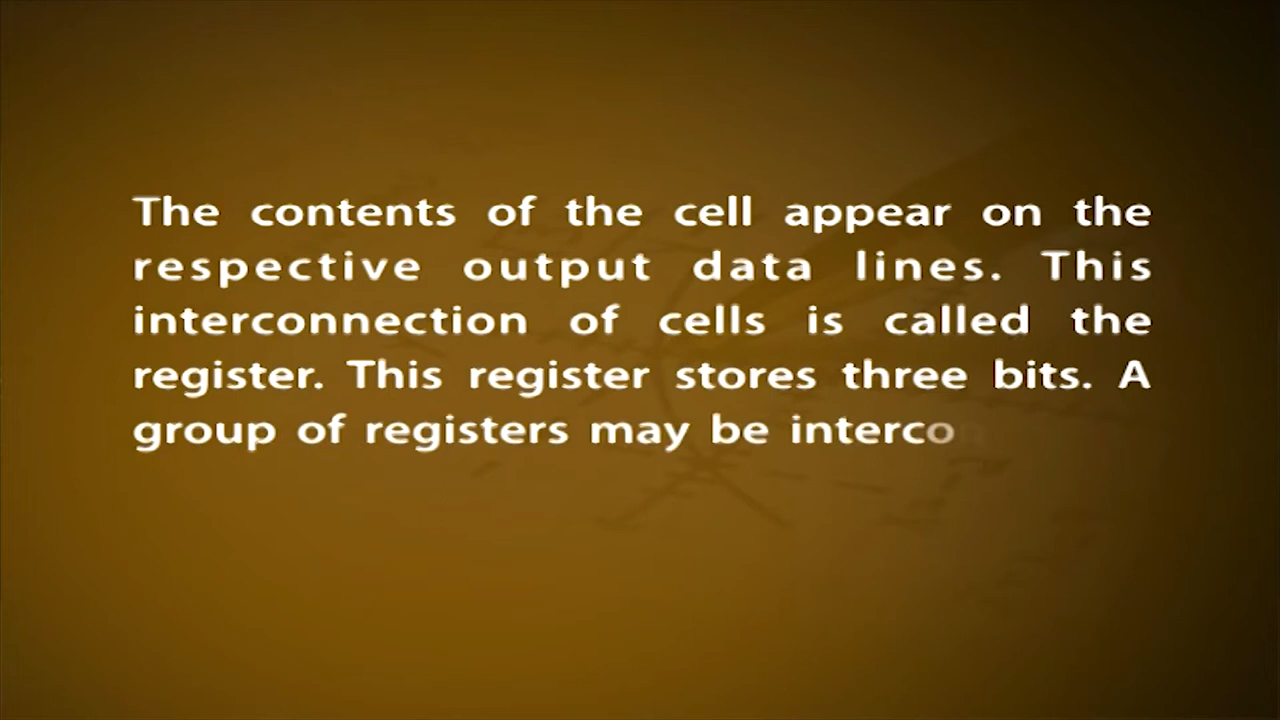 The contents of the cell appear on the
respective output data lines. This
interconnection of cells is called the
register. This register stores three bits. A
group of registers may be interco